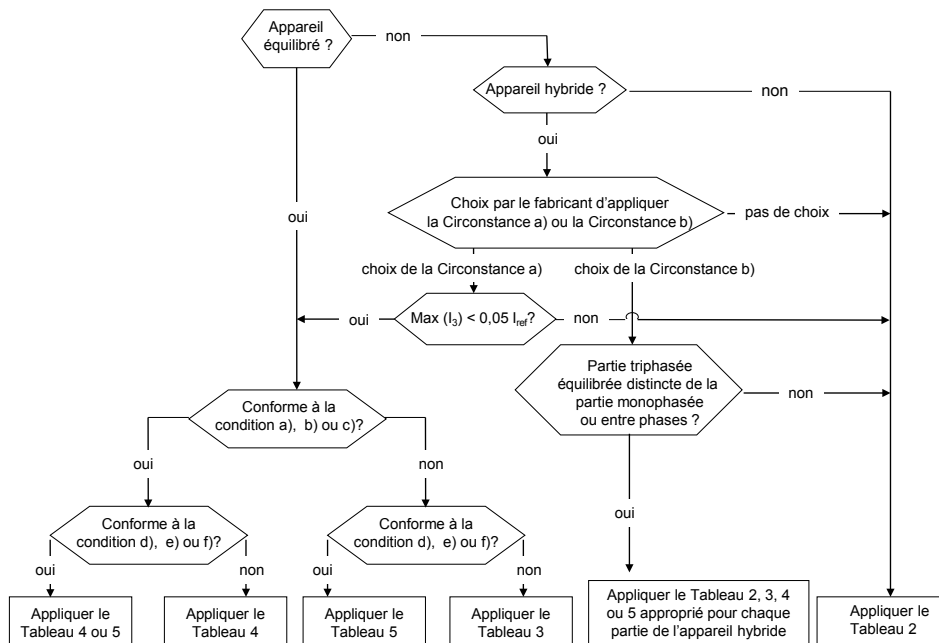 Appareil
équilibré ?
non
Appareil hybride ?
non
oui
Choix par le fabricant d'appliquer
la Circonstance a) ou la Circonstance b)
pas de choix
oui
choix de la Circonstance a)
choix de la Circonstance b)
oui
Max (I3) < 0,05 Iref?
non
Partie triphasée
équilibrée distincte de la
partie monophasée
ou entre phases ?
non
Conforme à la
condition a), b) ou c)?
oui
non
oui
Conforme à la
condition d), e) ou f)?
Conforme à la
condition d), e) ou f)?
oui
non
oui
non
Appliquer le
Tableau 4 ou 5
Appliquer le
Tableau 4
Appliquer le
Tableau 5
Appliquer le
Tableau 3
Appliquer le Tableau 2, 3, 4
ou 5 approprié pour chaque
partie de l'appareil hybride
Appliquer le
Tableau 2